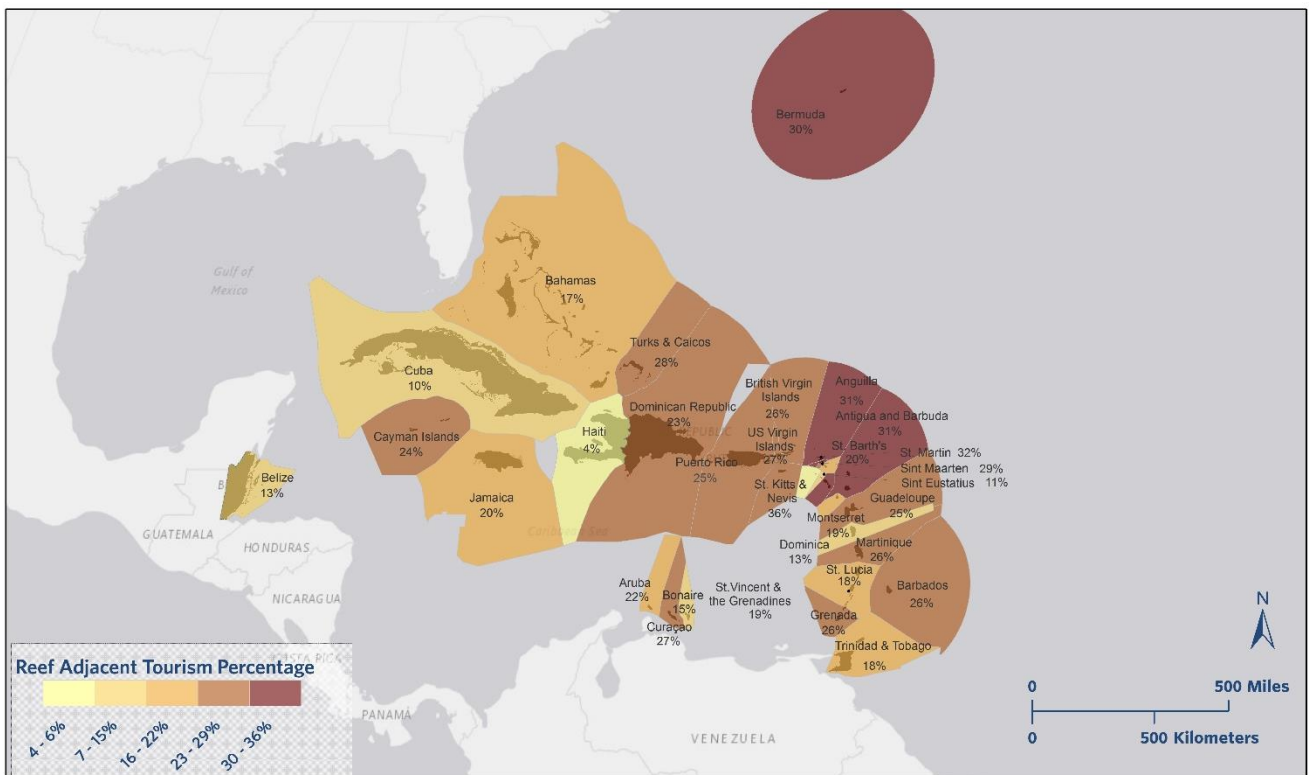 Bermuda
30%
Gulf of
Mexico
Bahamas
17%
Turks & Caicos
28%
Cuba
10%
British Virgin
Islands
26%
Anguilla
31%
Dominican Republic
23%
Antigua and Barbuda
31%
Haiti
4%
Cayman Islands
24%
US Virgin
Islands
27%
St. Barth's
20%
St. Martin 32%
Sint Maarten 29%
Sint Eustatius 11%
Puerto Rico
25%
Belize
13%
Jamaica
20%
St. Kitts &
Nevis
36%
Guadeloupe
25%
Montserrat
19%
GUATEMALA
HONDURAS
Caribbean Sea
Dominica
13%
Martinique
26%
St. Lucia
18%
Aruba
22%
Bonaire
15%
St.Vincent &
the Grenadines
19%
Barbados
26%
NICARAGUA
Curaçao
27%
Grenada
26%
Trinidad & Tobago
18%
N
COSTA RICA
Reef Adjacent Tourism Percentage
4 - 6%
7 - 15%
16 - 22%
23 - 29%
30 - 36%
PANAMÁ
VENEZUELA
0 500 Miles
0 500 Kilometers